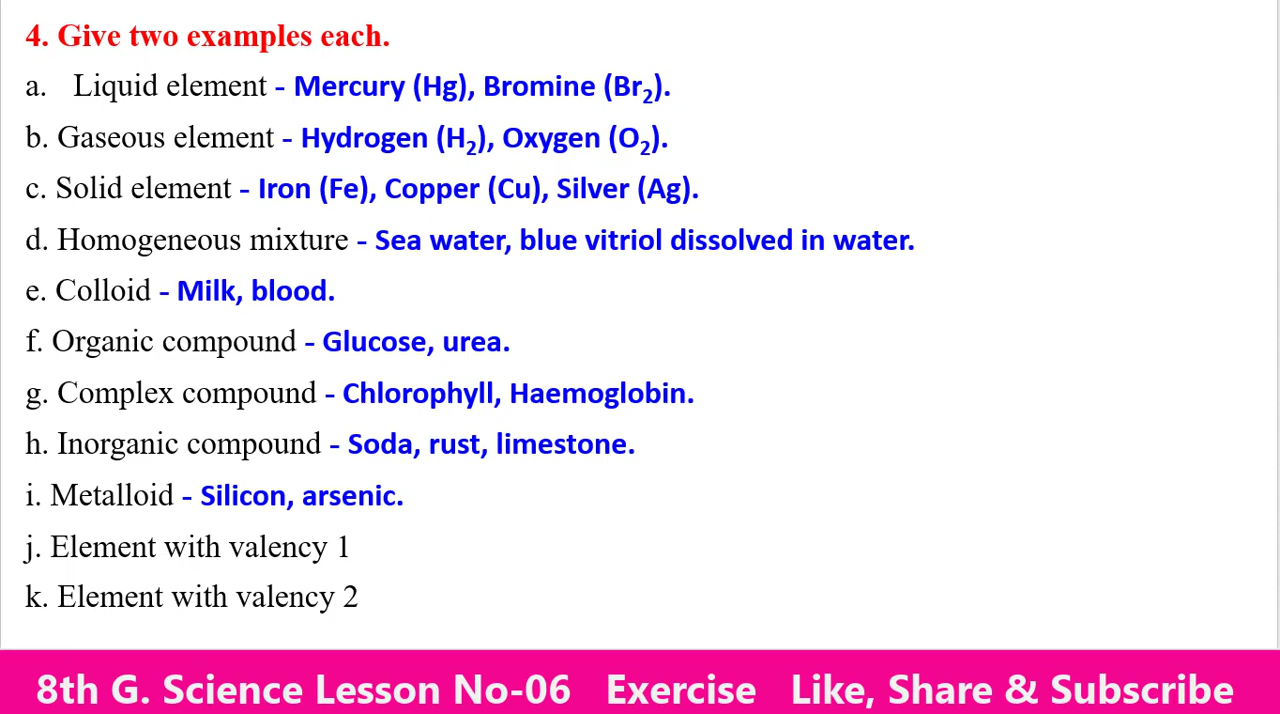 4. Give two examples each.
a. Liquid element - Mercury (Hg), Bromine (Br₂).
b. Gaseous element - Hydrogen (H₂), Oxygen (O₂).
c. Solid element - Iron (Fe), Copper (Cu), Silver (Ag).
d. Homogeneous mixture - Sea water, blue vitriol dissolved in water.
e. Colloid - Milk, blood.
f. Organic compound - Glucose, urea.
g. Complex compound - Chlorophyll, Haemoglobin.
h. Inorganic compound - Soda, rust, limestone.
i. Metalloid - Silicon, arsenic.
j. Element with valency 1
k. Element with valency 2
8th G. Science Lesson No-06 Exercise Like, Share & Subscribe